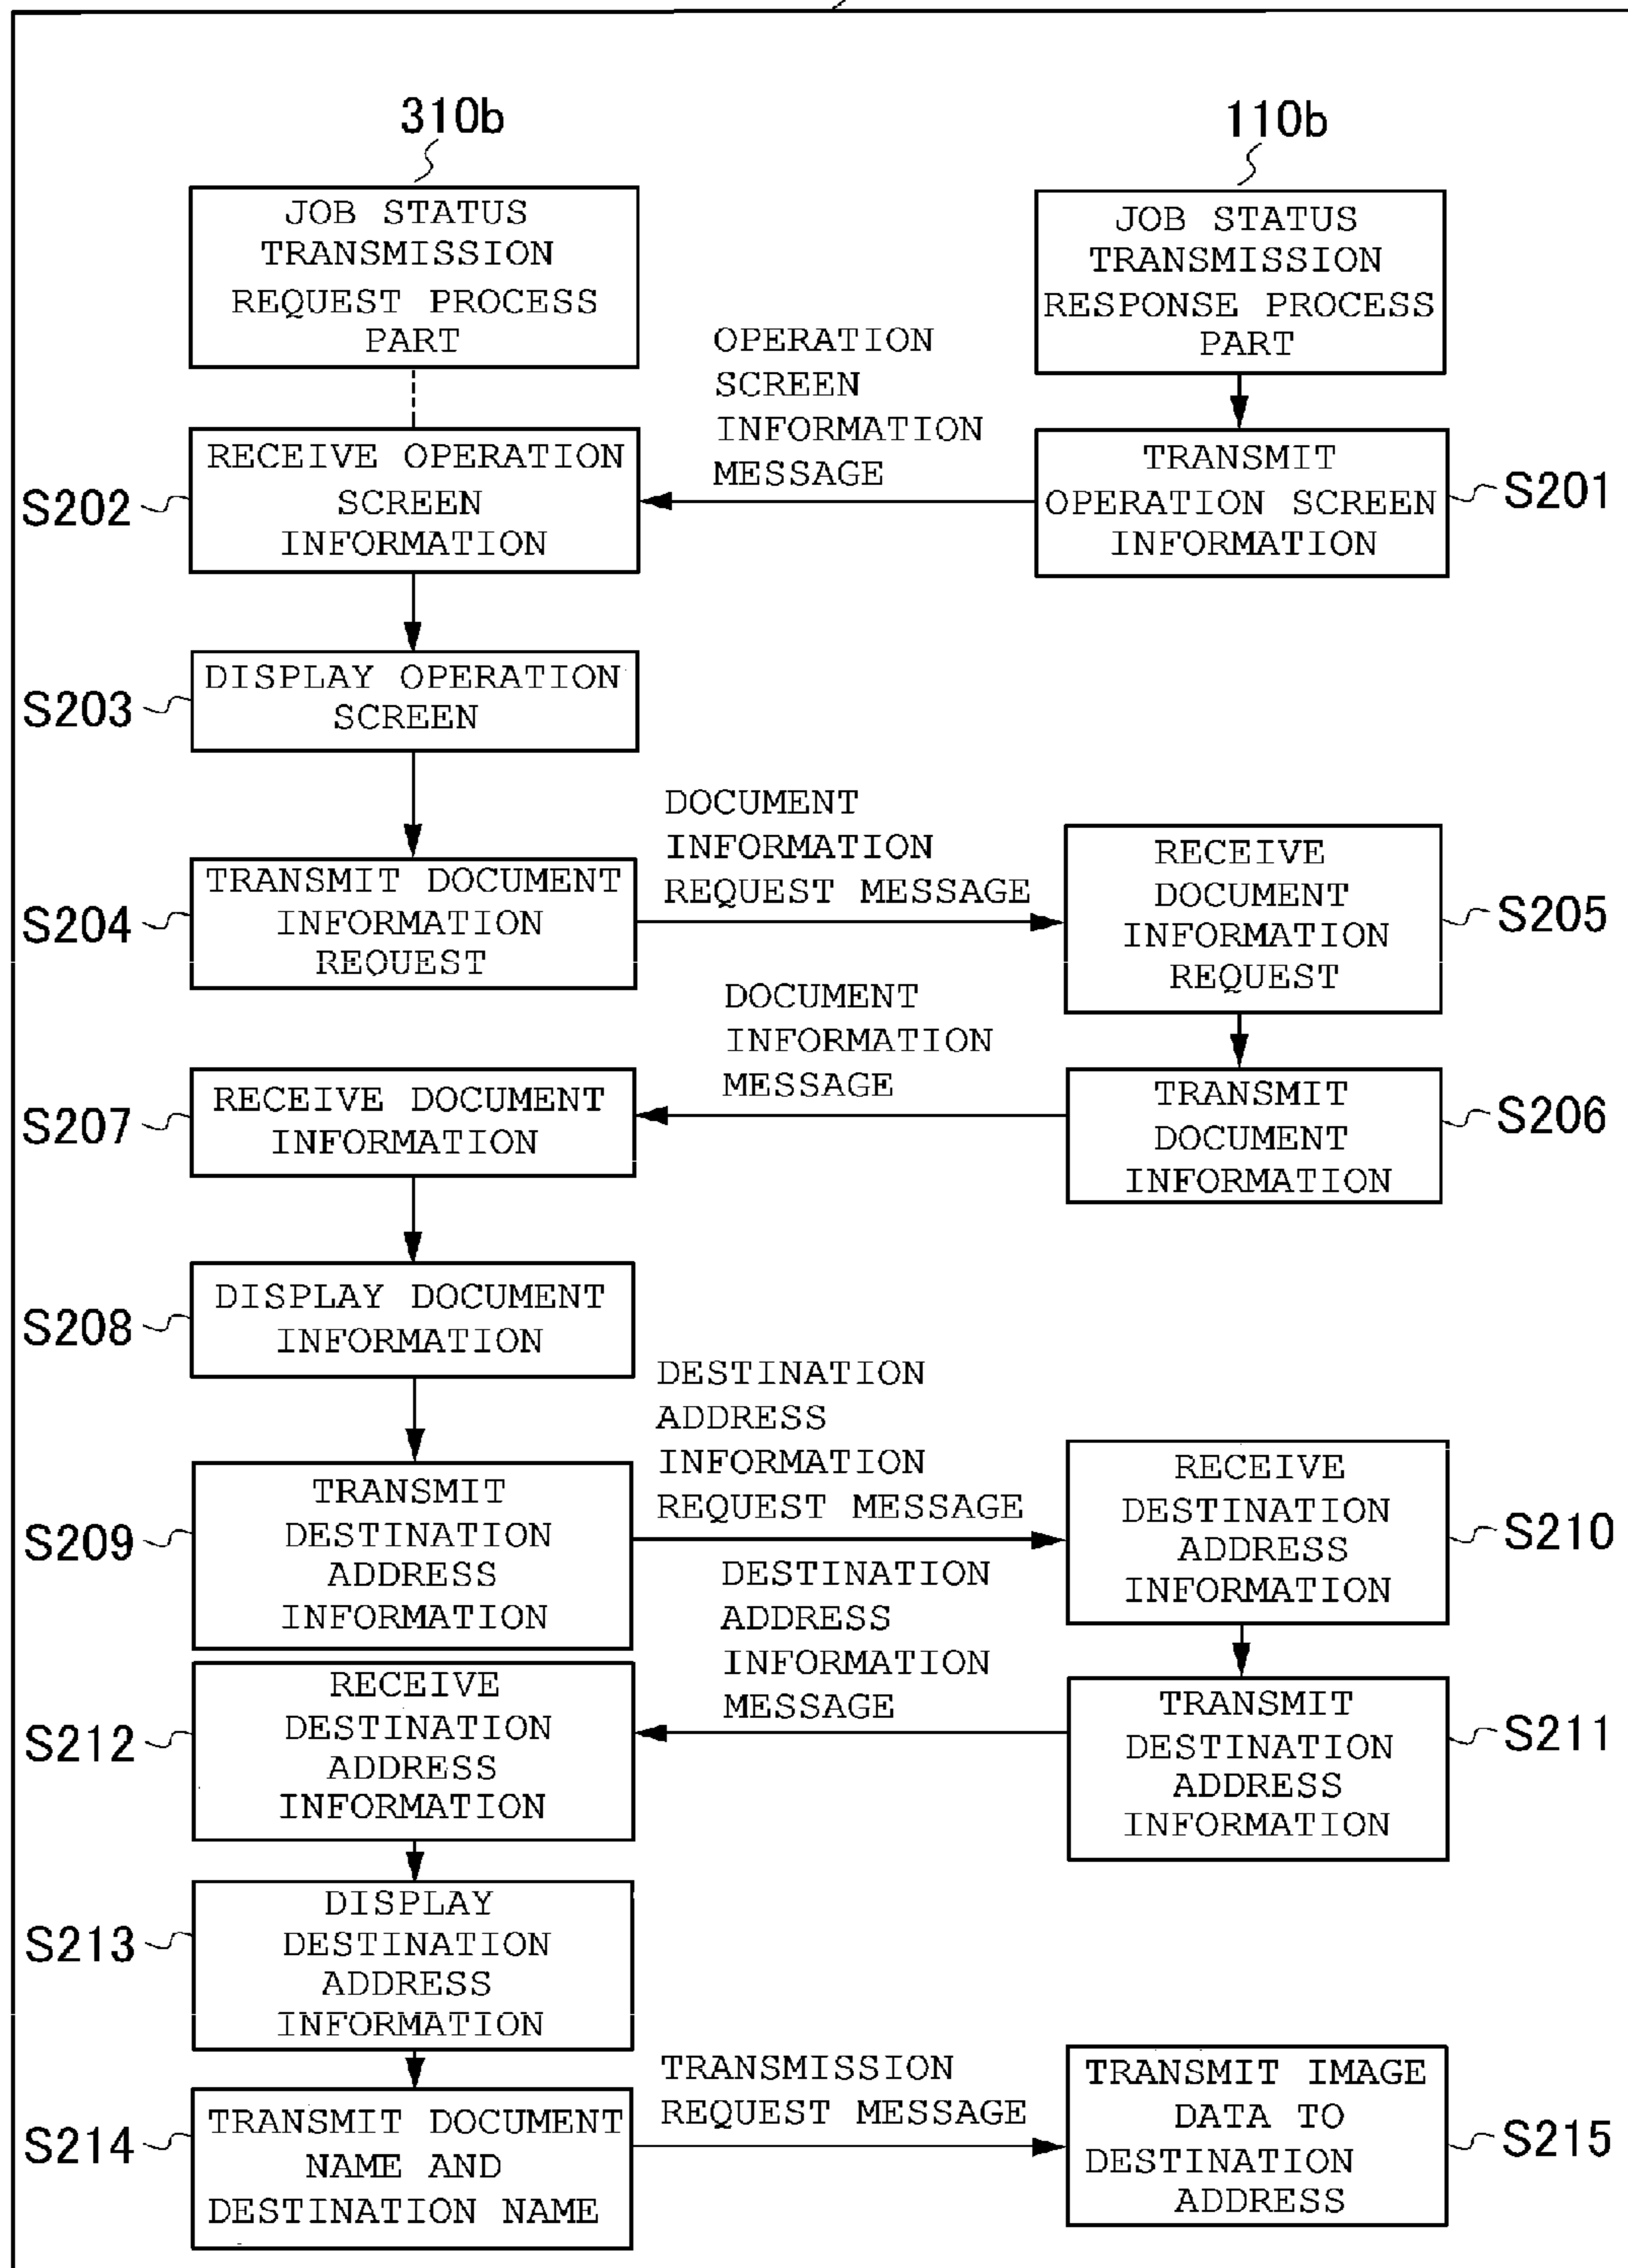 310b
110b
JOB STATUS
TRANSMISSION
REQUEST PROCESS
PART
JOB STATUS
TRANSMISSION
RESPONSE PROCESS
PART
OPERATION
SCREEN
INFORMATION
MESSAGE
S202
RECEIVE OPERATION
SCREEN
INFORMATION
TRANSMIT
OPERATION SCREEN
INFORMATION
S201
S203
DISPLAY OPERATION
SCREEN
S204
TRANSMIT DOCUMENT
INFORMATION
REQUEST
DOCUMENT
INFORMATION
REQUEST MESSAGE
RECEIVE
DOCUMENT
INFORMATION
REQUEST
S205
DOCUMENT
INFORMATION
MESSAGE
S207
RECEIVE DOCUMENT
INFORMATION
TRANSMIT
DOCUMENT
INFORMATION
S206
S208
DISPLAY DOCUMENT
INFORMATION
DESTINATION
ADDRESS
INFORMATION
REQUEST MESSAGE
S209
TRANSMIT
DESTINATION
ADDRESS
INFORMATION
RECEIVE
DESTINATION
ADDRESS
INFORMATION
S210
DESTINATION
ADDRESS
INFORMATION
MESSAGE
S212
RECEIVE
DESTINATION
ADDRESS
INFORMATION
TRANSMIT
DESTINATION
ADDRESS
INFORMATION
S211
S213
DISPLAY
DESTINATION
ADDRESS
INFORMATION
S214
TRANSMIT DOCUMENT
NAME AND
DESTINATION NAME
TRANSMISSION
REQUEST MESSAGE
TRANSMIT IMAGE
DATA TO
DESTINATION
ADDRESS
S215